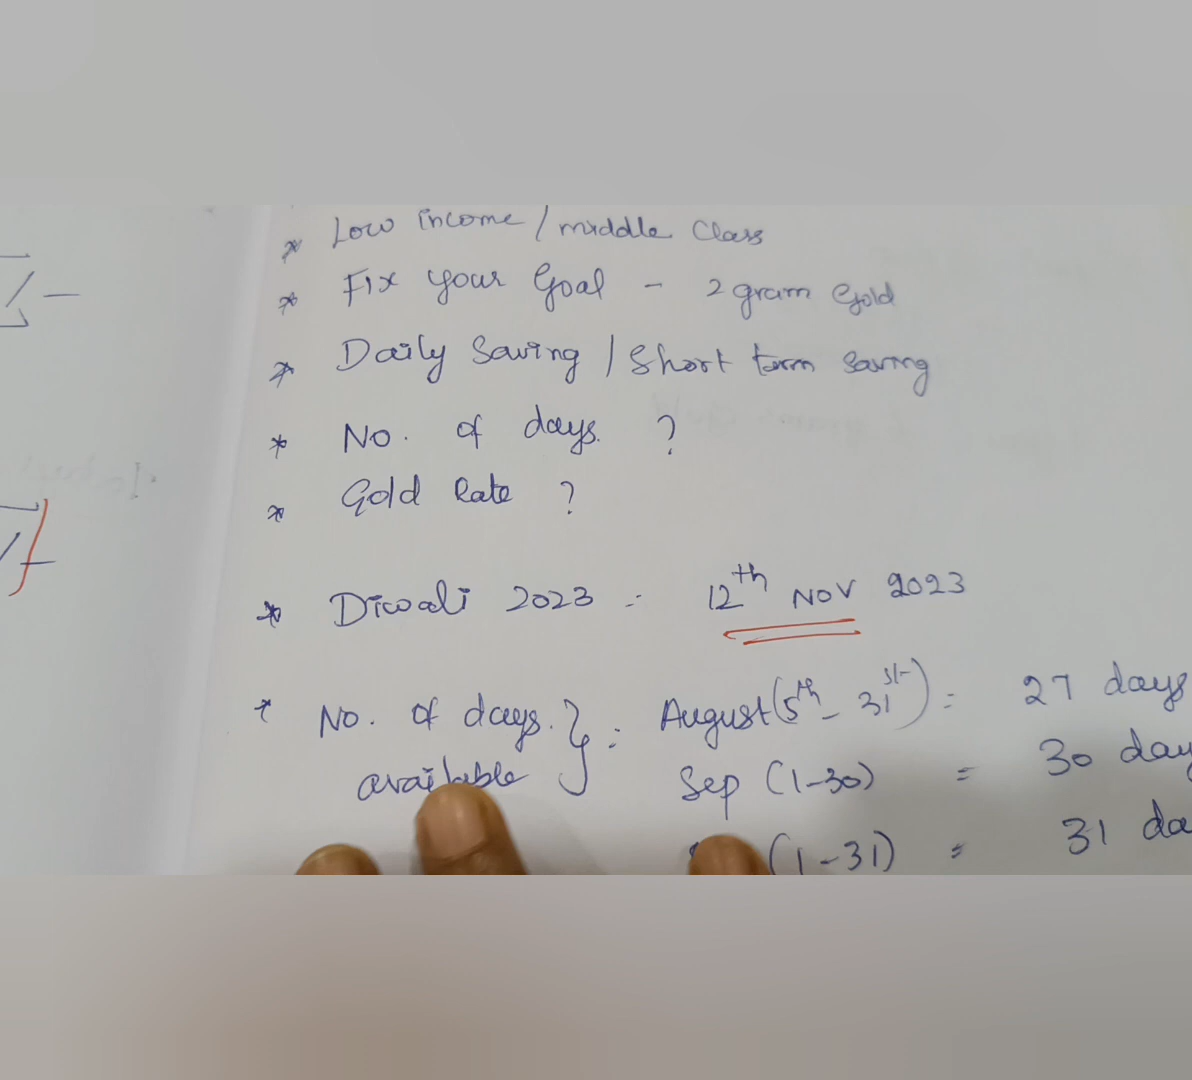 * Low income / middle class
* Fix your Goal - 2 gram Gold
* Daily Saving / Short term saving
* No. of days. ?
* Gold Rate ?
* Diwali 2023 :- 12th NOV 2023
* No. of days. } : August (5th - 31st) = 27 days
available Sep (1-30) = 30 day
(1-31) = 31 da